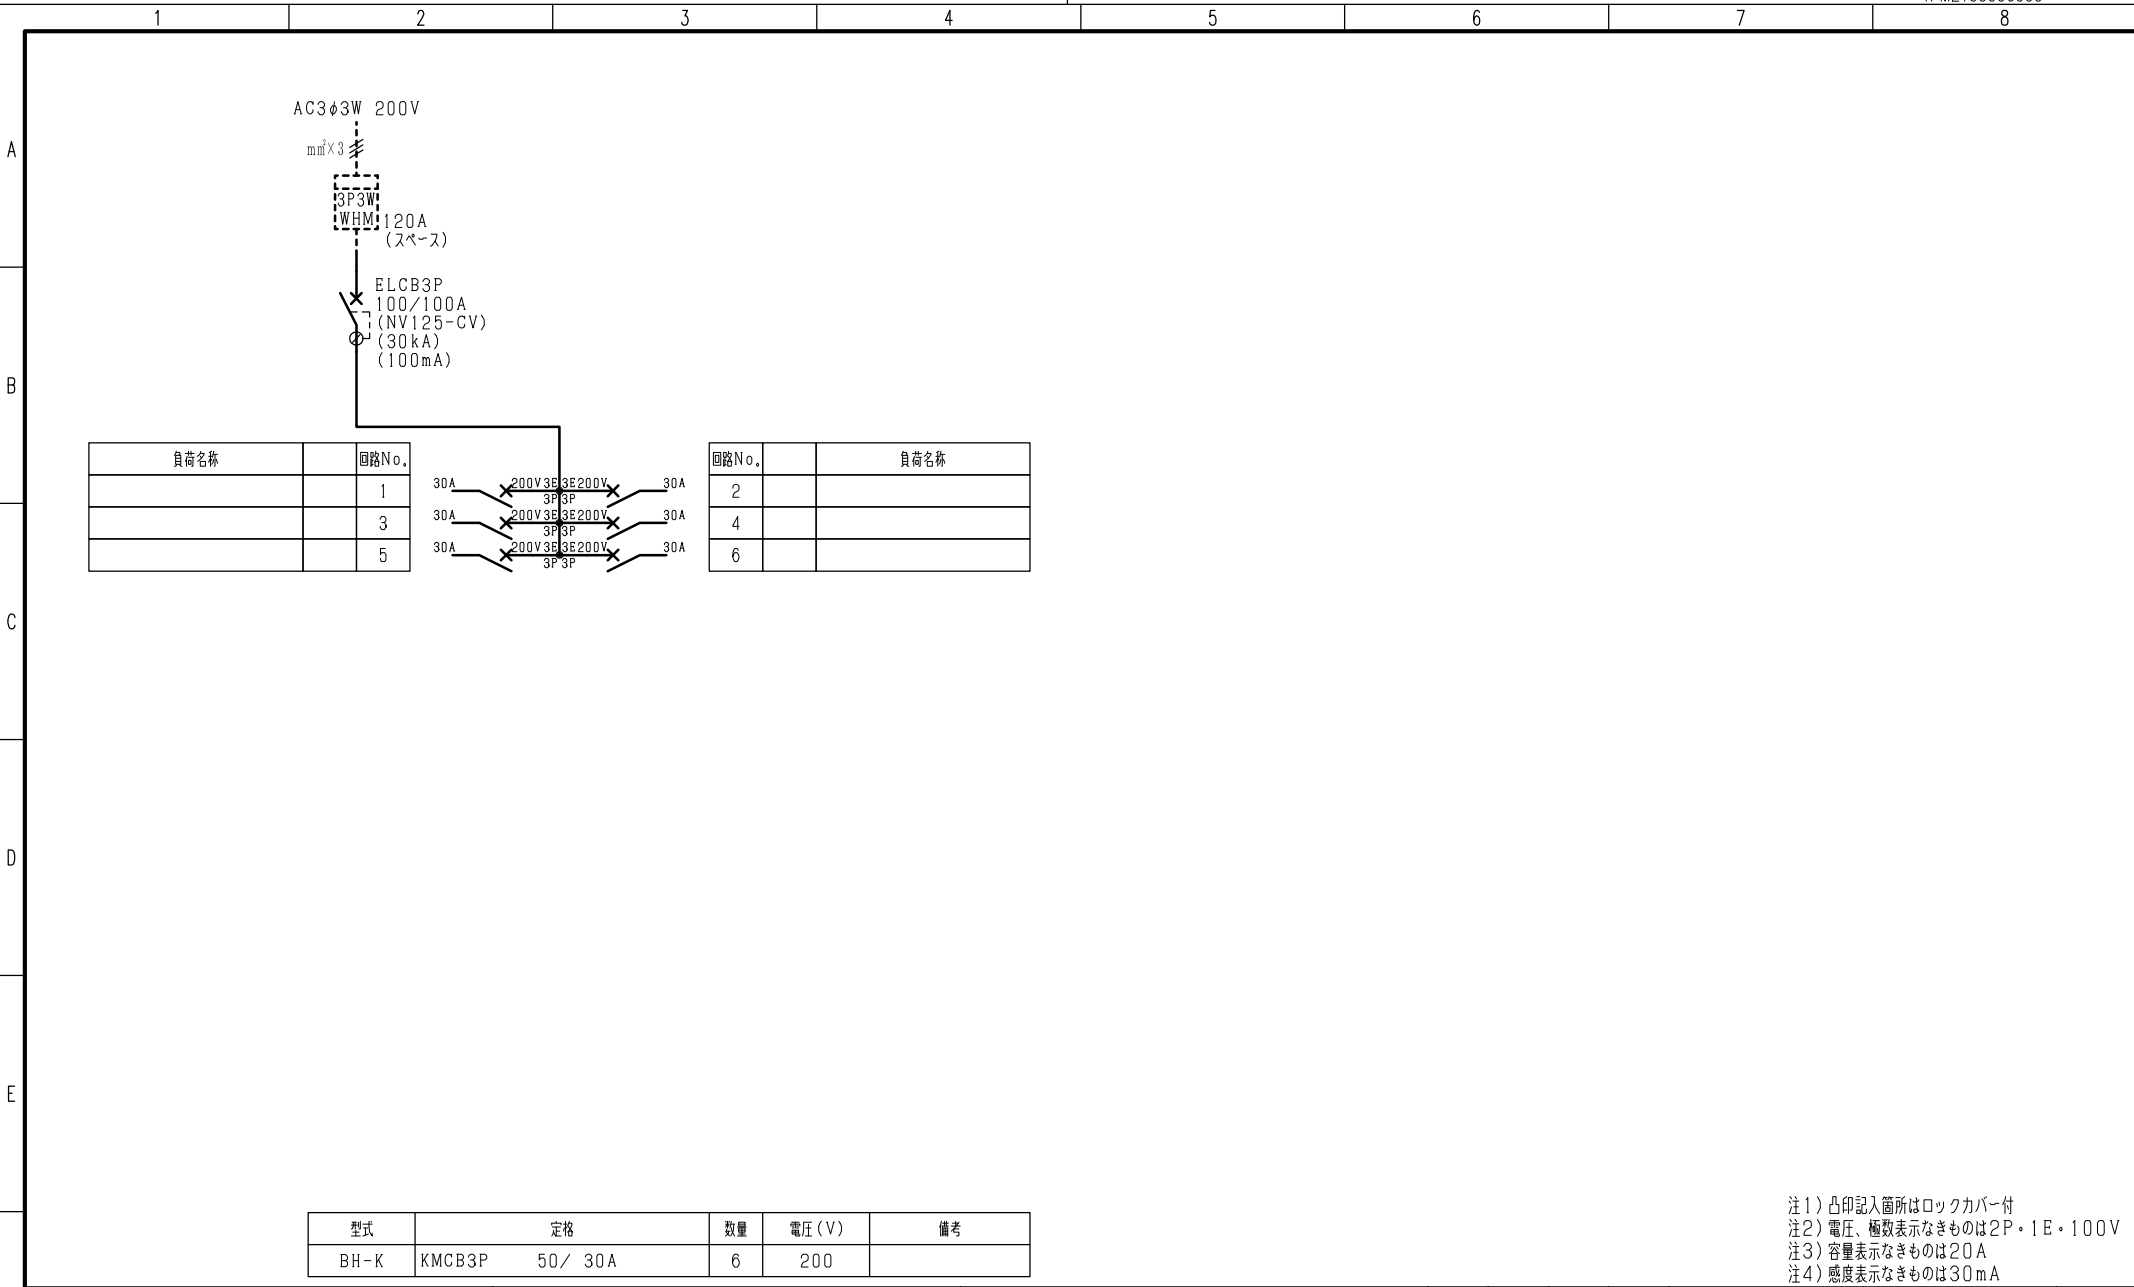 1 2 3 4 5 6 7 8
A
AC3φ3W 200V
mm²×3
3P3W
WHM
120A
(スペース)
B
ELCB3P
100/100A
(NV125-CV)
(30kA)
(100mA)
負荷名称 回路No. 回路No. 負荷名称
1 30A 200V 3E 3E 200V 30A 2
3P 3P
3 30A 200V 3E 3E 200V 30A 4
3P 3P
5 30A 200V 3E 3E 200V 30A 6
3P 3P
C
D
E
型式 定格 数量 電圧(V) 備考
BH-K KMCB3P 50/ 30A 6 200
注1)凸印記入箇所はロックカバー付
注2)電圧、極数表示なきものは2P・1E・100V
注3)容量表示なきものは20A
注4)感度表示なきものは30mA